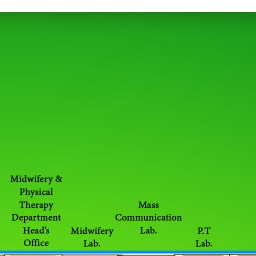 Midwifery &
Physical
Therapy
Department
Head's
Office
Midwifery
Lab.
Mass
Communication
Lab.
P.T
Lab.